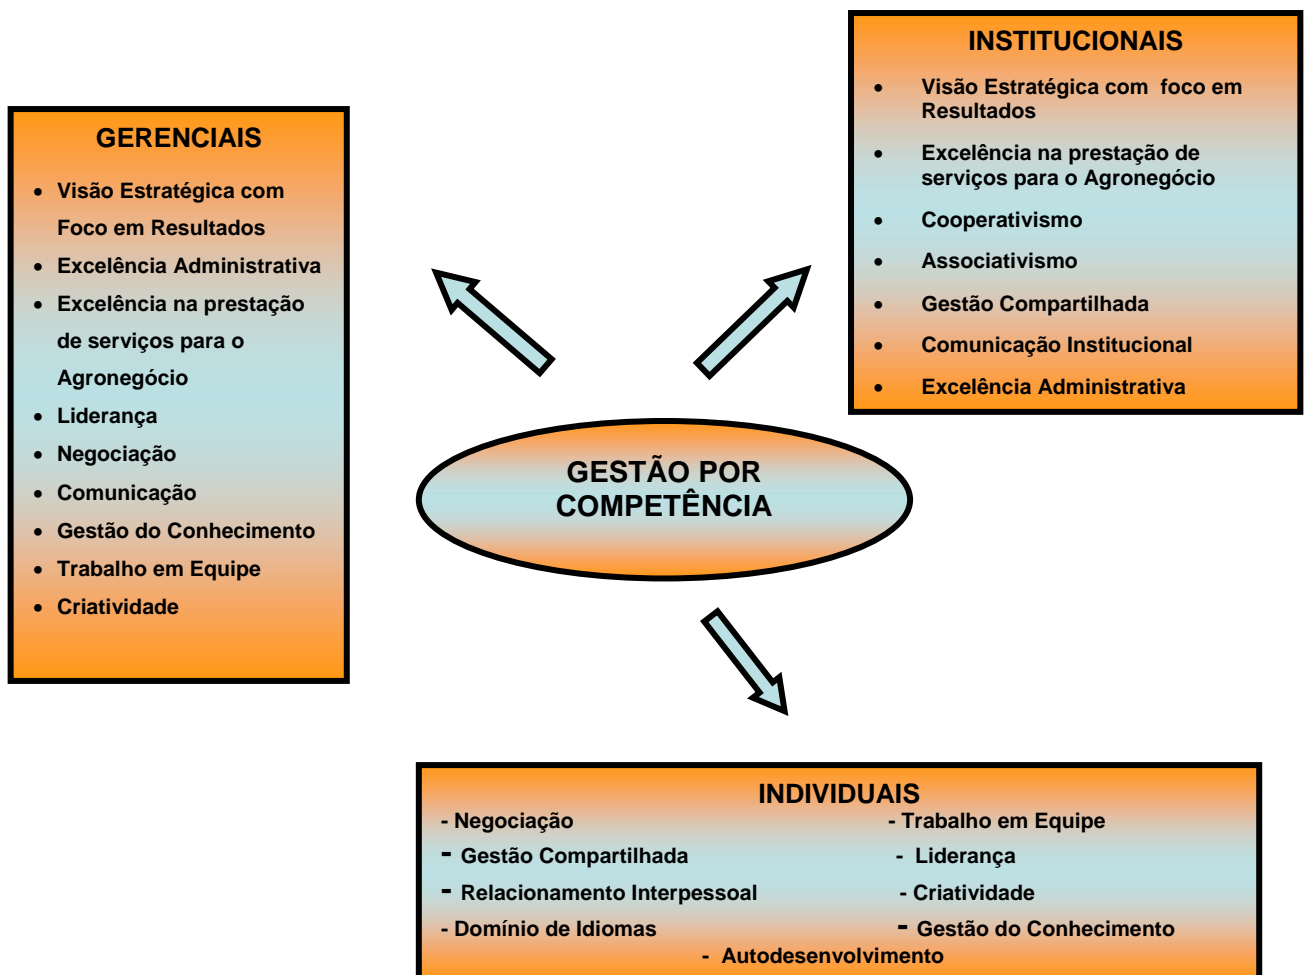 INSTITUCIONAIS
• Visão Estratégica com foco em
Resultados
• Excelência na prestação de
serviços para o Agronegócio
• Cooperativismo
• Associativismo
• Gestão Compartilhada
• Comunicação Institucional
• Excelência Administrativa
GERENCIAIS
• Visão Estratégica com
Foco em Resultados
• Excelência Administrativa
• Excelência na prestação
de serviços para o
Agronegócio
• Liderança
• Negociação
• Comunicação
• Gestão do Conhecimento
• Trabalho em Equipe
• Criatividade
GESTÃO POR
COMPETÊNCIA
INDIVIDUAIS
- Negociação - Trabalho em Equipe
- Gestão Compartilhada - Liderança
- Relacionamento Interpessoal - Criatividade
- Domínio de Idiomas - Gestão do Conhecimento
- Autodesenvolvimento